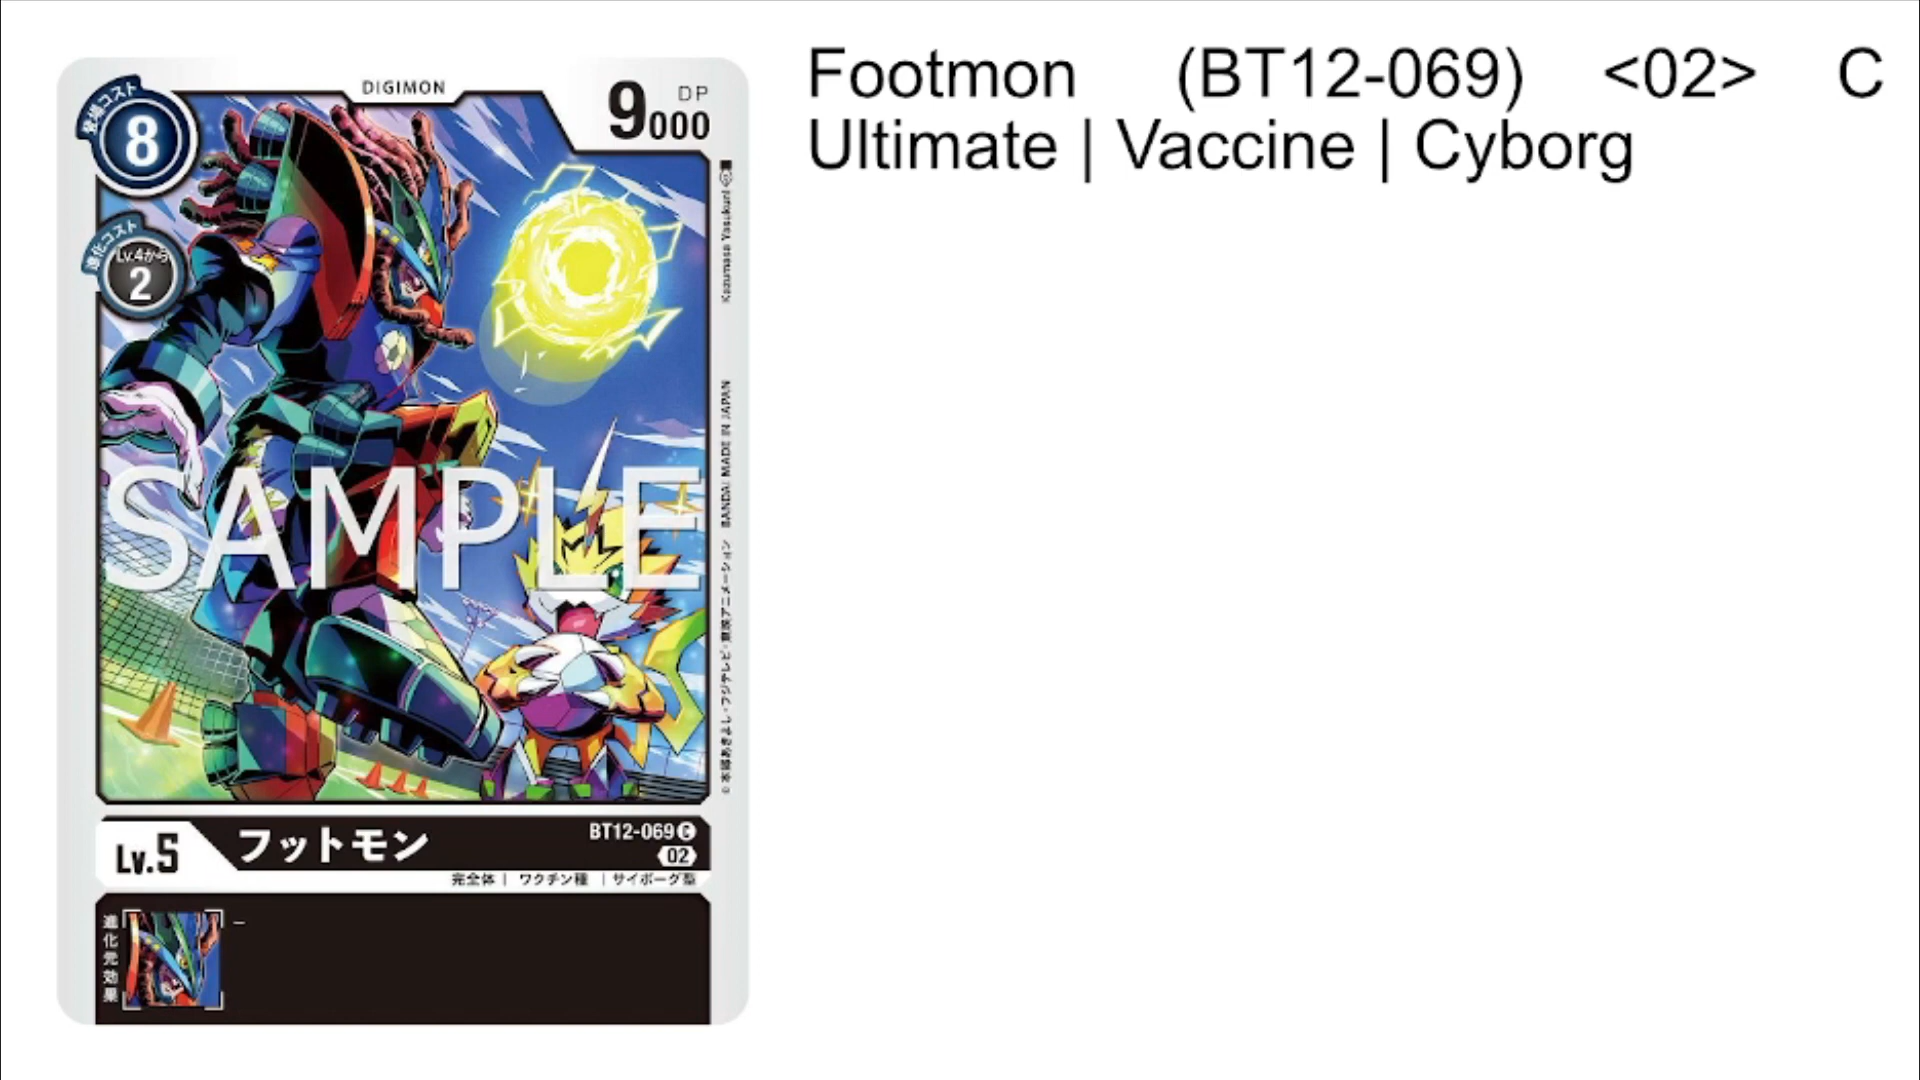 Footmon (BT12-069) <02> C
Ultimate | Vaccine | Cyborg
DIGIMON
登場コスト
8
DP
9000
進化コスト
Lv.4から
2
SAMPLE
BANDAI MADE IN JAPAN
Lv.5
フットモン
BT12-069 C
02
完全体 | ワクチン種 | サイボーグ型
進化元効果
-